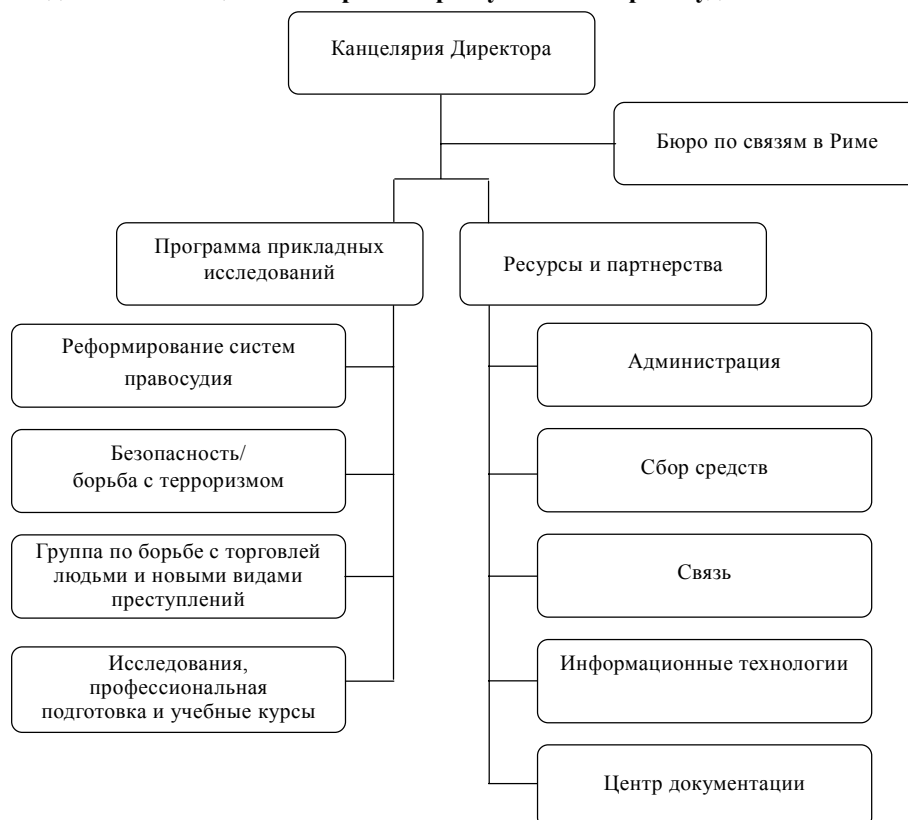 Канцелярия Директора
Бюро по связям в Риме
Программа прикладных
исследований
Ресурсы и партнерства
Реформирование систем
правосудия
Администрация
Безопасность/
борьба с терроризмом
Сбор средств
Группа по борьбе с торговлей
людьми и новыми видами
преступлений
Связь
Исследования,
профессиональная
подготовка и учебные курсы
Информационные технологии
Центр документации